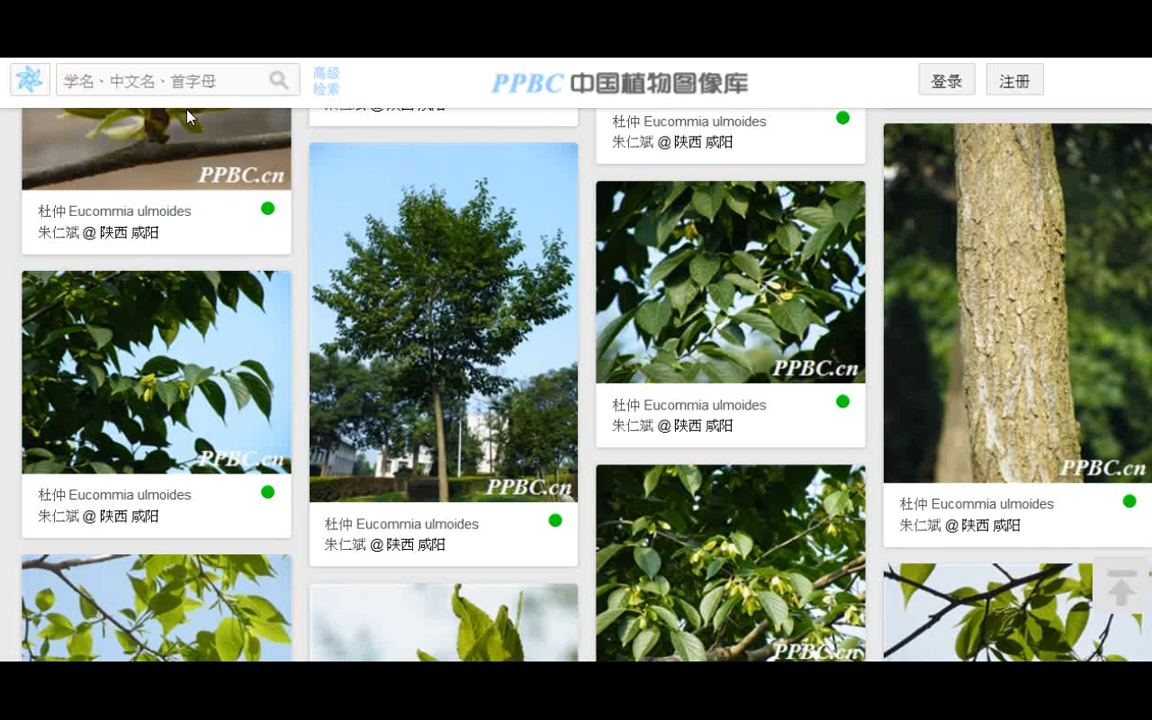 学名、中文名、首字母
高级
检索
PPBC 中国植物图像库
登录
注册
PPBC.cn
杜仲 Eucommia ulmoides
朱仁斌 @ 陕西 咸阳
PPBC.cn
杜仲 Eucommia ulmoides
朱仁斌 @ 陕西 咸阳
PPBC.cn
杜仲 Eucommia ulmoides
朱仁斌 @ 陕西 咸阳
杜仲 Eucommia ulmoides
朱仁斌 @ 陕西 咸阳
PPBC.cn
杜仲 Eucommia ulmoides
朱仁斌 @ 陕西 咸阳
PPBC.cn
PPBC.cn
杜仲 Eucommia ulmoides
朱仁斌 @ 陕西 咸阳